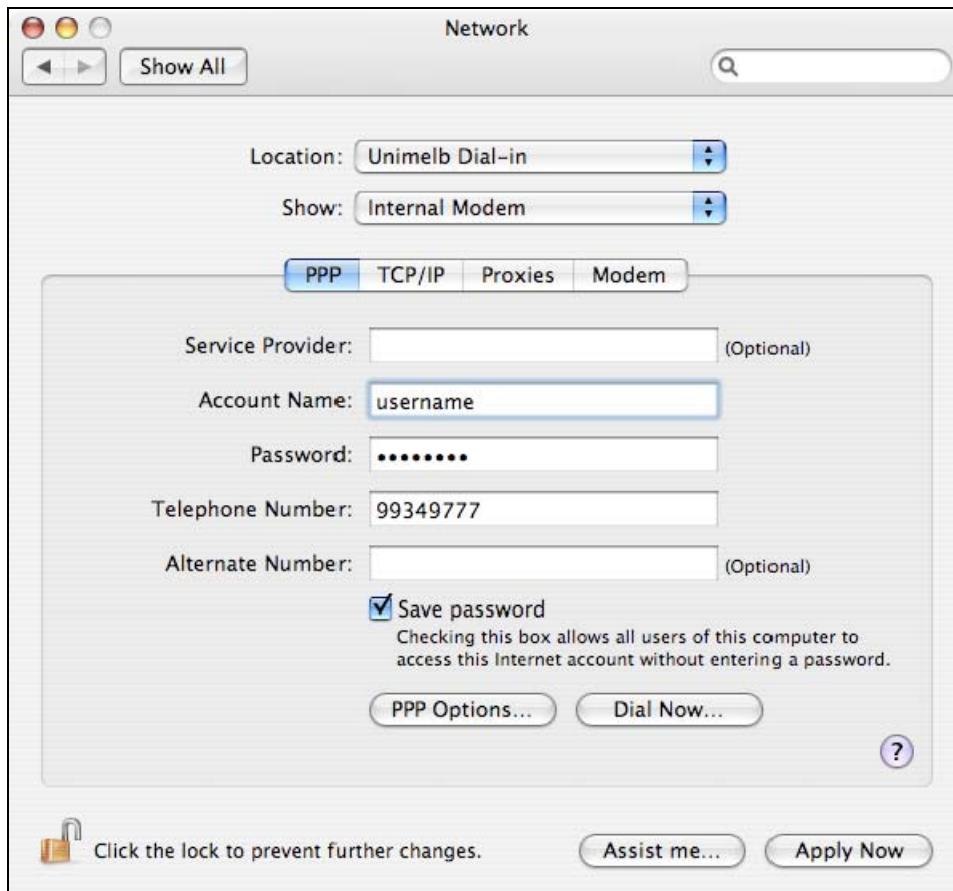 Network
Show All
Location: Unimelb Dial-in
Show: Internal Modem
PPP TCP/IP Proxies Modem
Service Provider: (Optional)
Account Name: username
Password: ••••••••
Telephone Number: 99349777
Alternate Number: (Optional)
Save password
Checking this box allows all users of this computer to
access this Internet account without entering a password.
PPP Options... Dial Now...
?
Click the lock to prevent further changes. Assist me... Apply Now